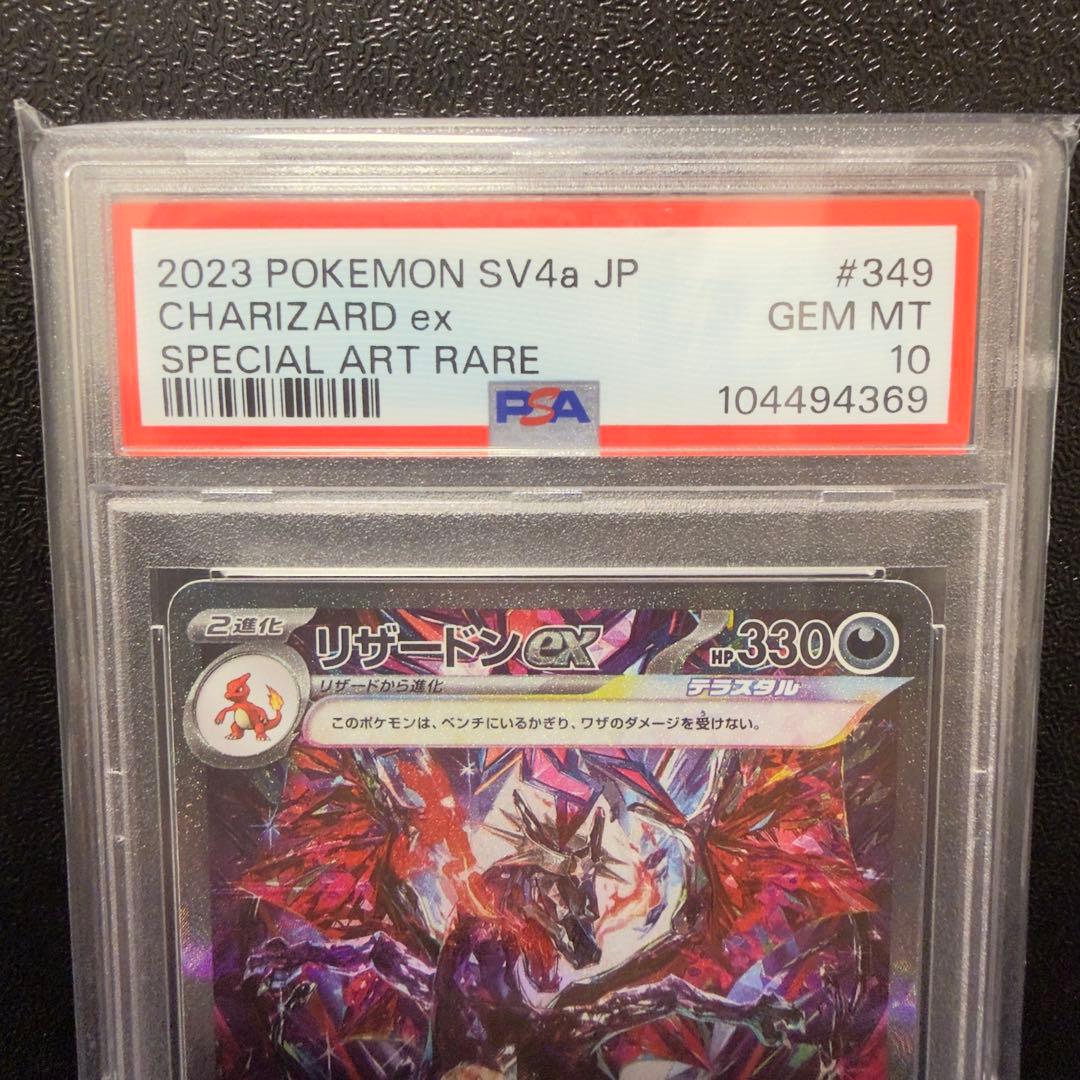 2023 POKEMON SV4a JP #349
CHARIZARD ex GEM MT
SPECIAL ART RARE 10
PSA 104494369
2進化 リザードンex HP330
リザードから進化 テラスタル
このポケモンは、ベンチにいるかぎり、ワザのダメージを受けない。